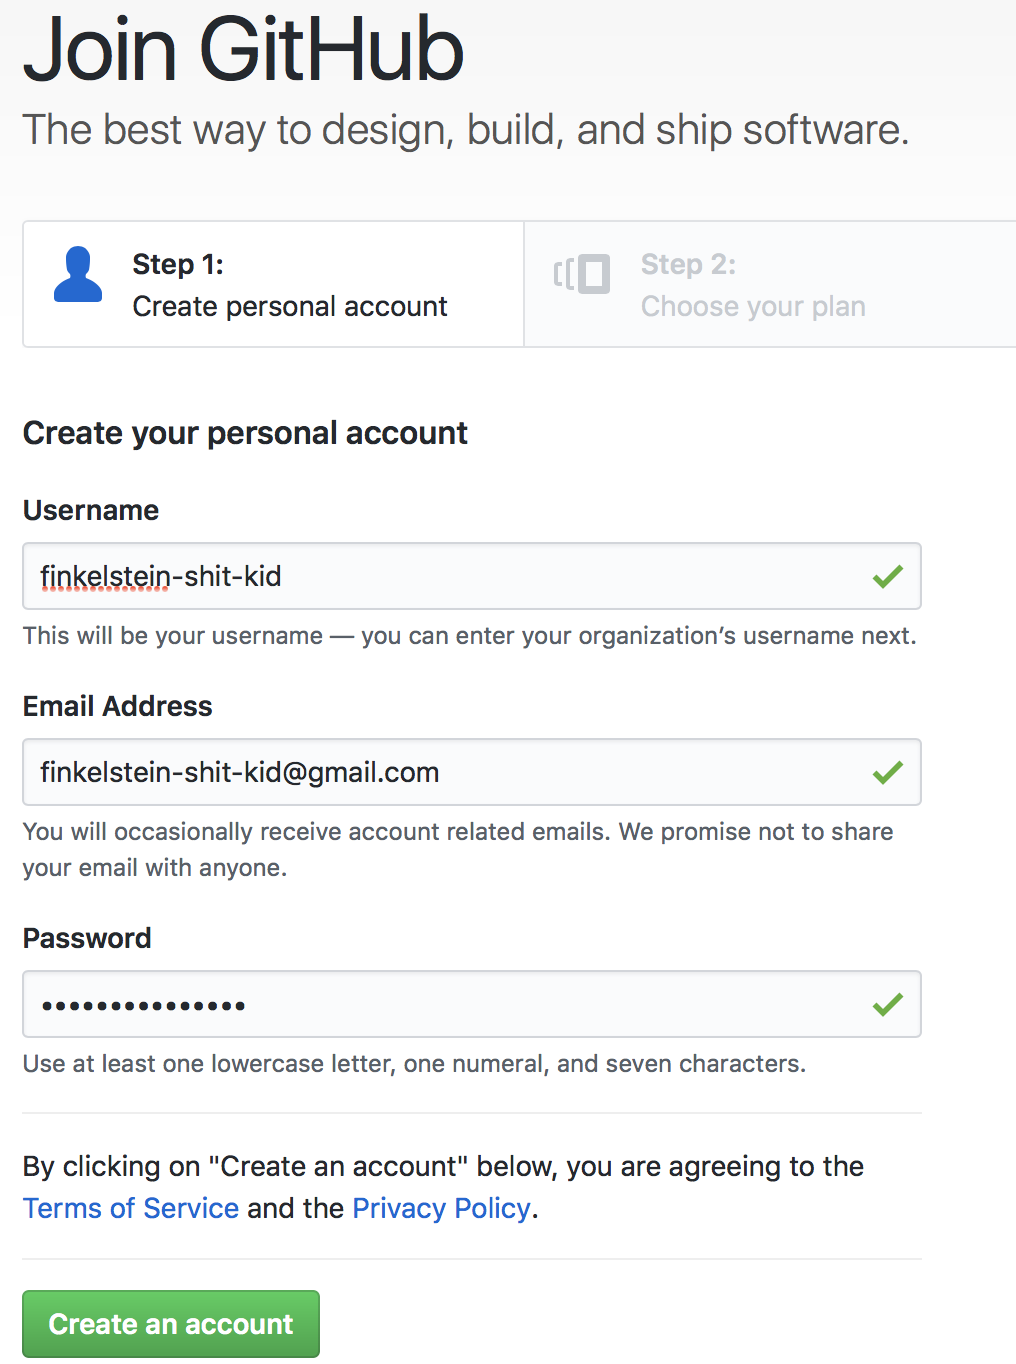 Join GitHub
The best way to design, build, and ship software.
Step 1:
Create personal account
Step 2:
Choose your plan
Create your personal account
Username
finkelstein-shit-kid
This will be your username — you can enter your organization’s username next.
Email Address
finkelstein-shit-kid@gmail.com
You will occasionally receive account related emails. We promise not to share
your email with anyone.
Password
•••••••••••••••
Use at least one lowercase letter, one numeral, and seven characters.
By clicking on "Create an account" below, you are agreeing to the
Terms of Service and the Privacy Policy.
Create an account